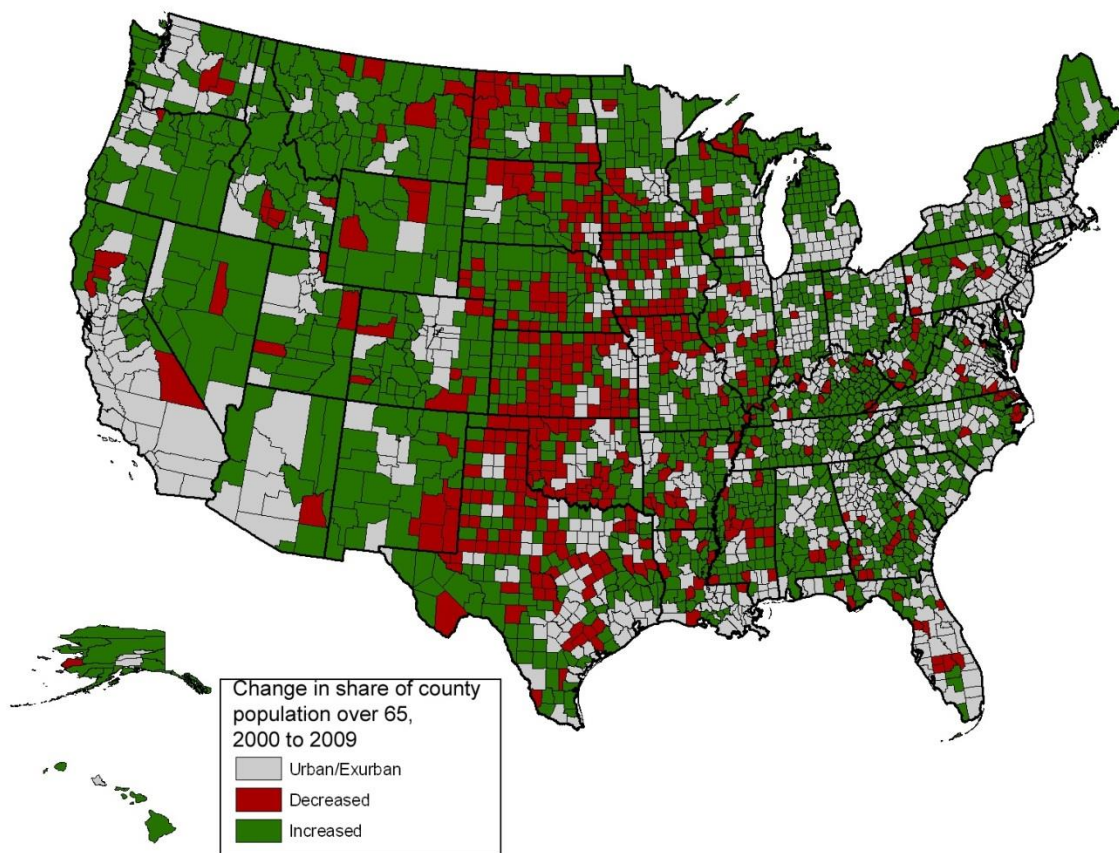 Change in share of county
population over 65,
2000 to 2009
Urban/Exurban
Decreased
Increased